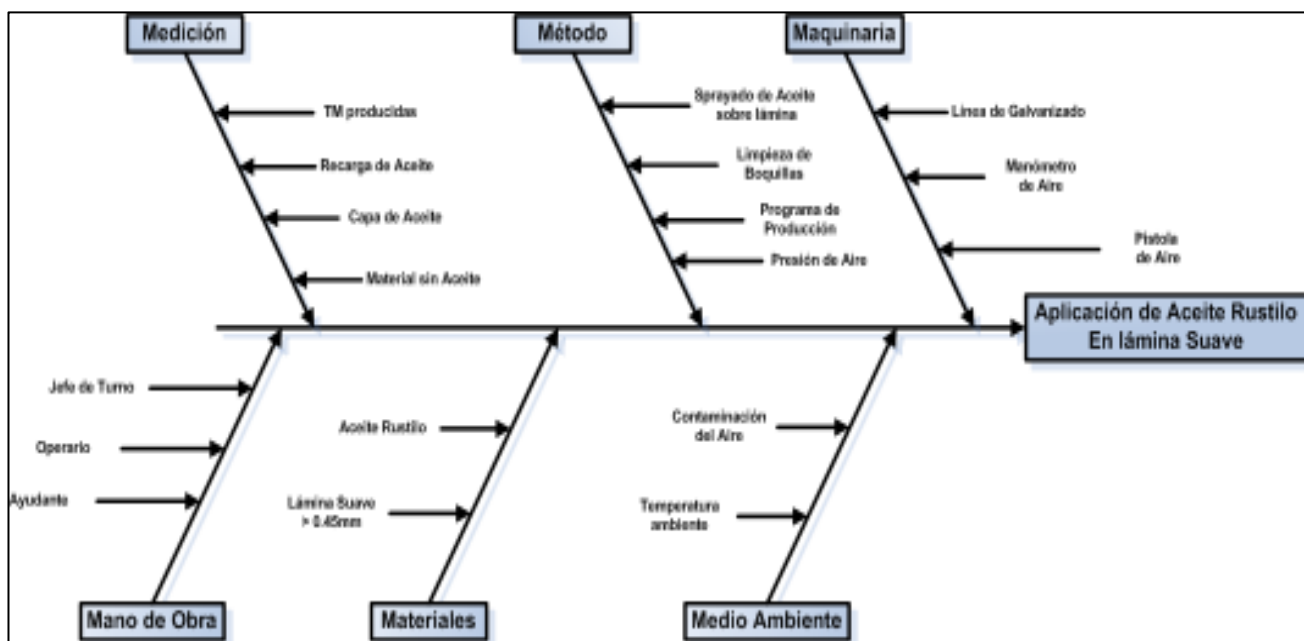 Medición
Método
Maquinaria
TM producidas
Recarga de Aceite
Capa de Aceite
Material sin Aceite
Sprayado de Aceite
sobre lámina
Limpieza de
Boquillas
Programa de
Producción
Presión de Aire
Línea de Galvanizado
Manómetro
de Aire
Pistola
de Aire
Aplicación de Aceite Rustilo
En lámina Suave
Jefe de Turno
Operario
Ayudante
Aceite Rustilo
Lámina Suave
> 0.45mm
Contaminación
del Aire
Temperatura
ambiente
Mano de Obra
Materiales
Medio Ambiente